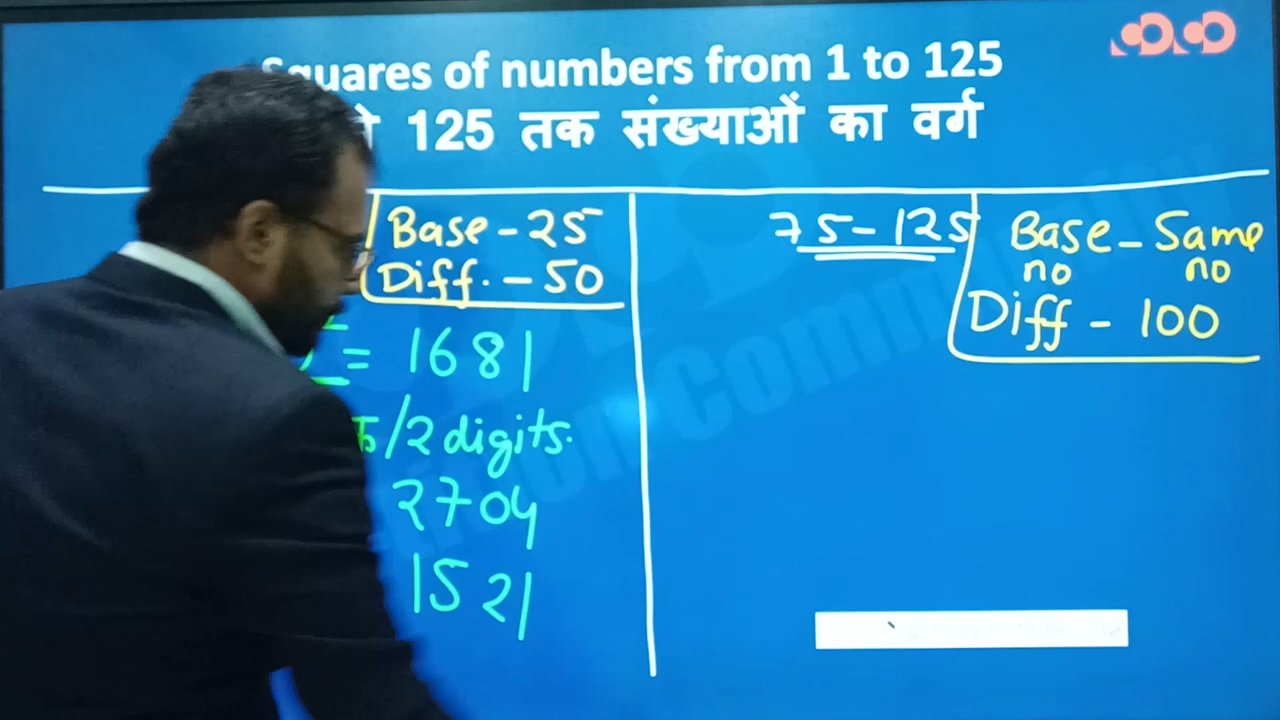 Squares of numbers from 1 to 125
125 तक संख्याओं का वर्ग
Base - 25
Diff. - 50
= 1681
/2 digits.
2704
1521
75 - 125
Base - Same
no no
Diff - 100